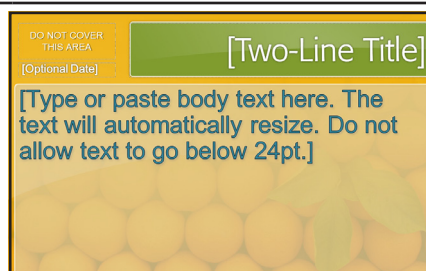 DO NOT COVER
THIS AREA
[Optional Date]
[Two-Line Title]
[Type or paste body text here. The
text will automatically resize. Do not
allow text to go below 24pt.]